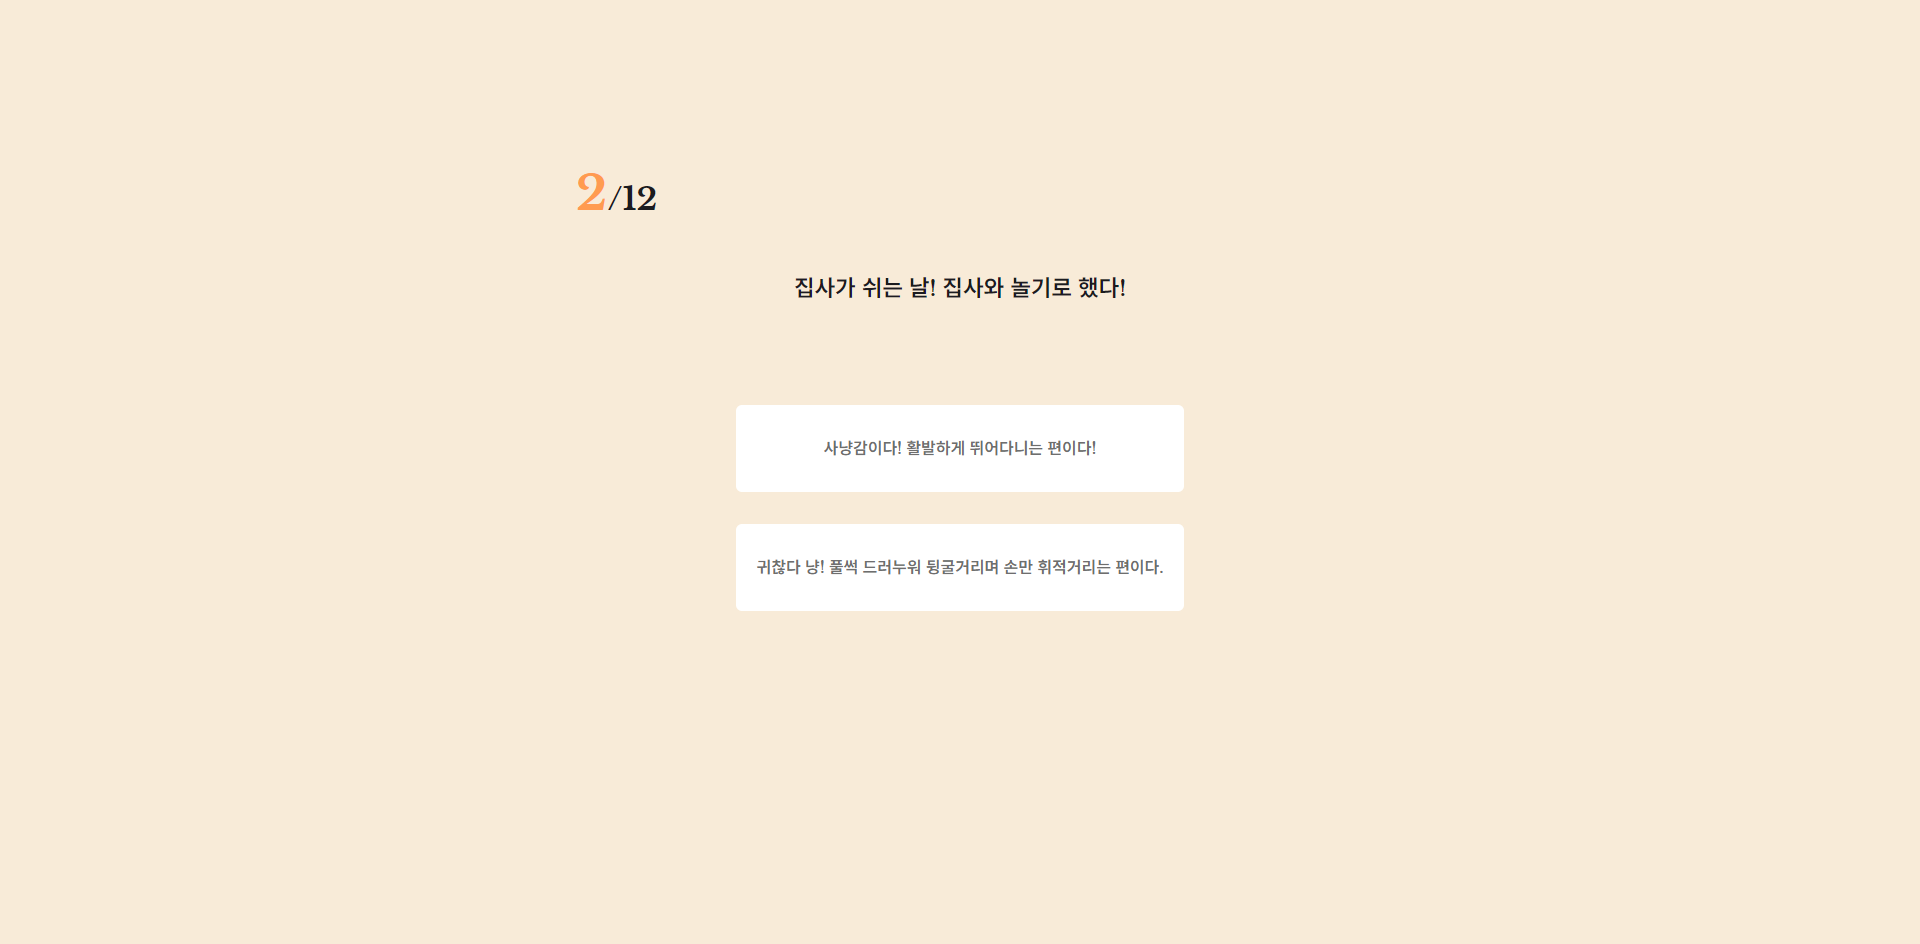 2/12
집사가 쉬는 날! 집사와 놀기로 했다!
사냥감이다! 활발하게 뛰어다니는 편이다!
귀찮다 냥! 풀썩 드러누워 뒹굴거리며 손만 휘적거리는 편이다.